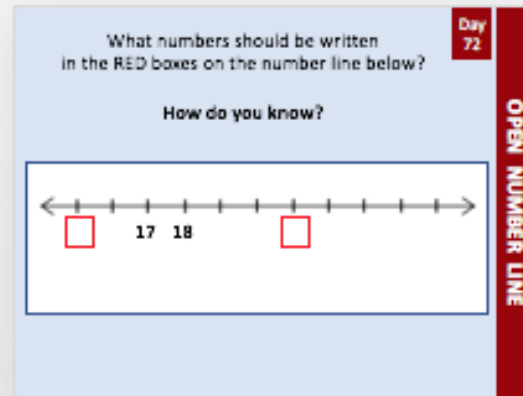 Day
72
What numbers should be written
in the RED boxes on the number line below?
How do you know?
17 18
OPEN NUMBER LINE